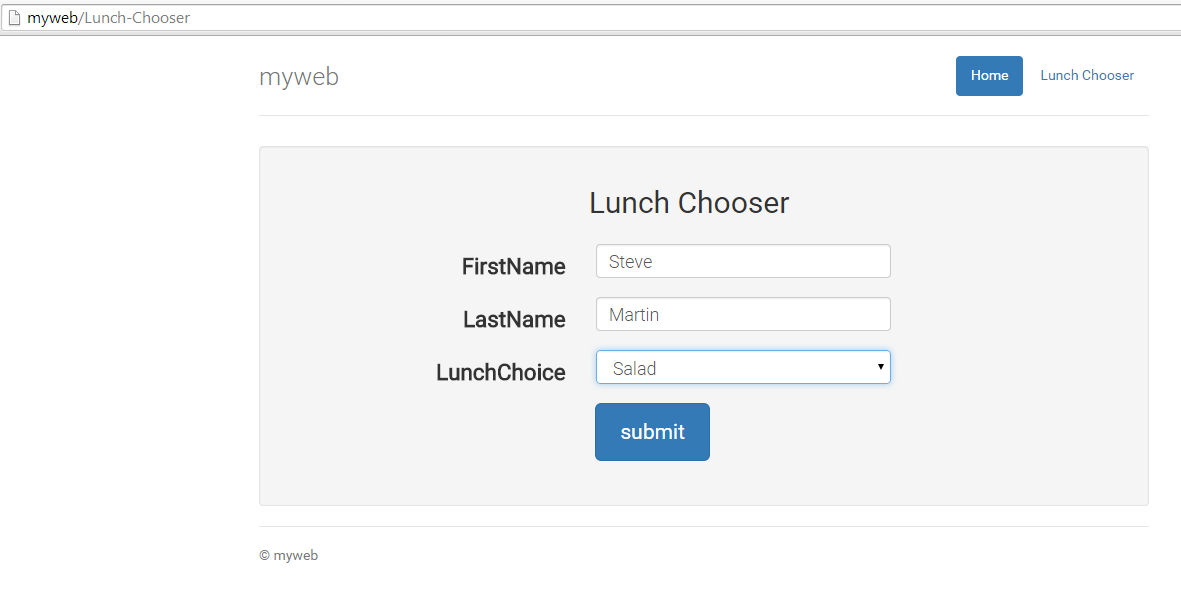 myweb/Lunch-Chooser
myweb Home Lunch Chooser
Lunch Chooser
FirstName Steve
LastName Martin
LunchChoice Salad
submit
© myweb